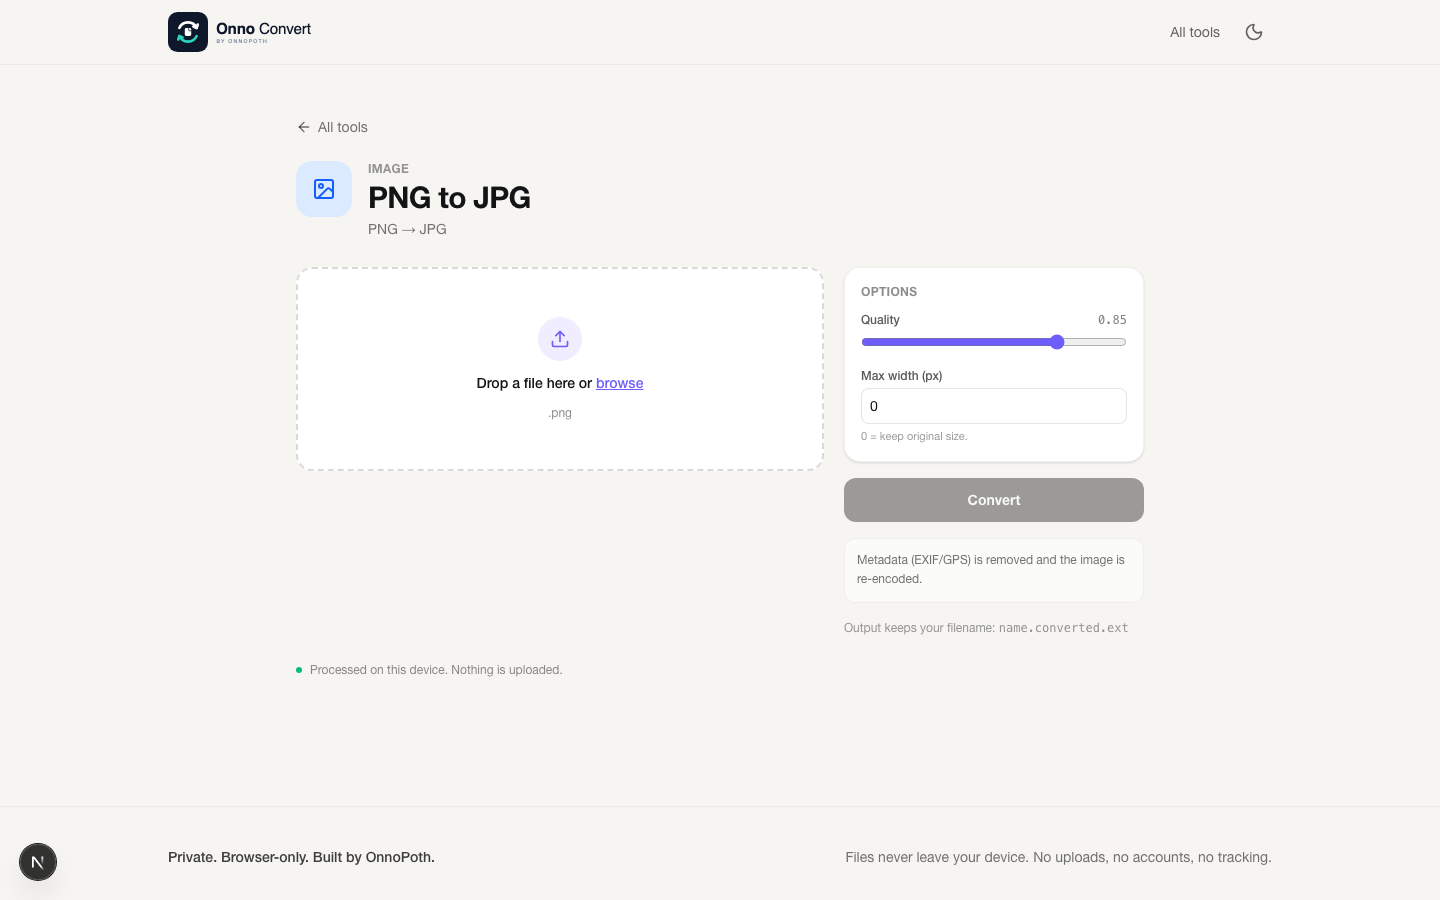 Onno Convert
BY ONNOPOTH
All tools
← All tools
IMAGE
PNG to JPG
PNG → JPG
Drop a file here or browse
.png
OPTIONS
Quality 0.85
Max width (px)
0
0 = keep original size.
Convert
Metadata (EXIF/GPS) is removed and the image is
re-encoded.
Output keeps your filename: name.converted.ext
Processed on this device. Nothing is uploaded.
N
Private. Browser-only. Built by OnnoPoth.
Files never leave your device. No uploads, no accounts, no tracking.